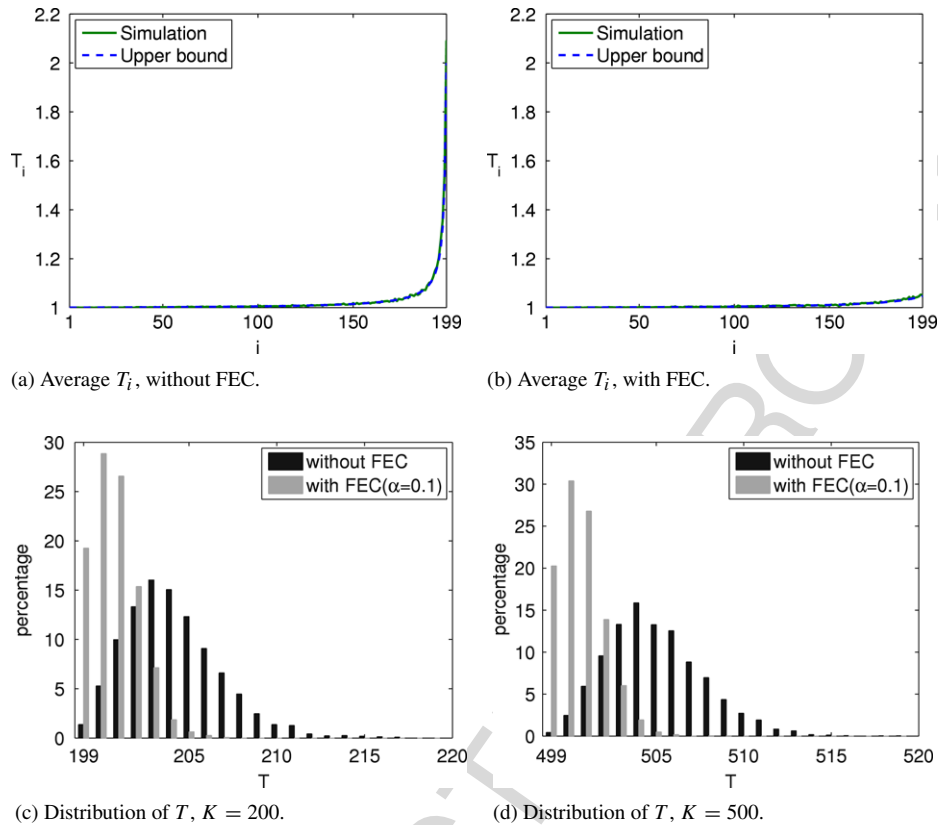 2.2
2
1.8
1.6
1.4
1.2
1
T_i
Simulation
Upper bound
1 50 100 150 199
i
(a) Average T_i, without FEC.
2.2
2
1.8
1.6
1.4
1.2
1
T_i
Simulation
Upper bound
1 50 100 150 199
i
(b) Average T_i, with FEC.
30
25
20
15
10
5
0
percentage
without FEC
with FEC(α=0.1)
199 205 210 215 220
T
(c) Distribution of T, K = 200.
35
30
25
20
15
10
5
0
percentage
without FEC
with FEC(α=0.1)
499 505 510 515 520
T
(d) Distribution of T, K = 500.